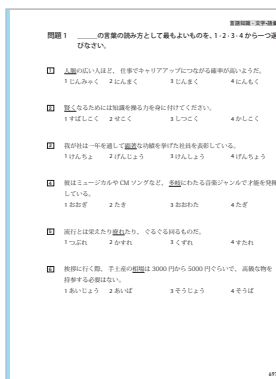 言語知識・文字・語彙
問題1 ＿＿＿の言葉の読み方として最もよいものを、1・2・3・4から一つ選
びなさい。
1 人脈の広い人ほど、仕事でキャリアアップにつながる確率が高いようだ。
1 じんみゃく 2 にんまく 3 じんまく 4 にんもく
2 賢くなるためには知識を操る力を身に付けてください。
1 すばしこく 2 せこく 3 しつこく 4 かしこく
3 我が社は一年を通して顕著な功績を挙げた社員を表彰している。
1 けんちょ 2 げんじょう 3 けんしょう 4 げんちょう
4 彼はミュージカルやCMソングなど、多岐にわたる音楽ジャンルで才能を発揮
している。
1 おおぎ 2 たき 3 おおわた 4 たぎ
5 流行とは栄えたり廃れたり、ぐるぐる回るものだ。
1 つぶれ 2 かすれ 3 くずれ 4 すたれ
6 挨拶に行く際、手土産の相場は3000円から5000円ぐらいで、高級な物を
持参する必要はない。
1 あいじょう 2 あいば 3 そうじょう 4 そうば